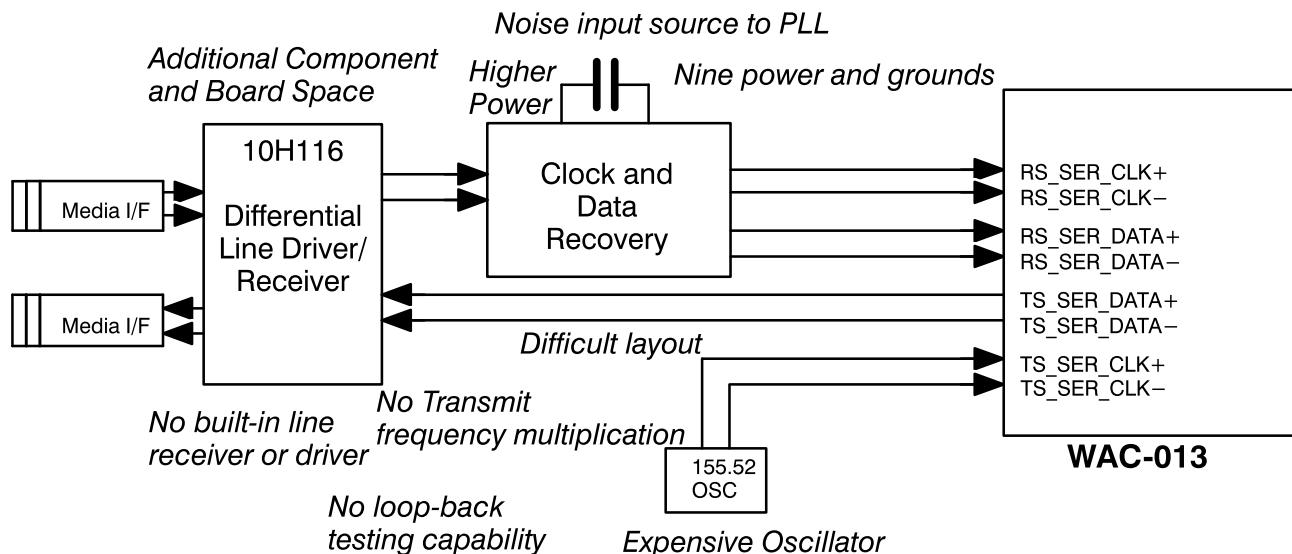 Noise input source to PLL
Additional Component
and Board Space
Higher
Power
Nine power and grounds
10H116
Differential
Line Driver/
Receiver
Clock and
Data
Recovery
Media I/F
Media I/F
RS_SER_CLK+
RS_SER_CLK−
RS_SER_DATA+
RS_SER_DATA−
TS_SER_DATA+
TS_SER_DATA−
TS_SER_CLK+
TS_SER_CLK−
WAC-013
Difficult layout
No Transmit
frequency multiplication
No built-in line
receiver or driver
155.52
OSC
No loop-back
testing capability
Expensive Oscillator